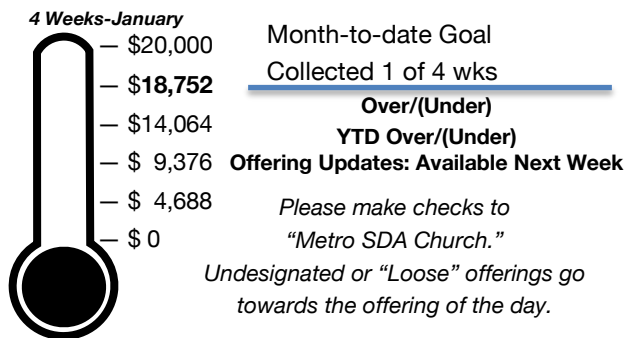 4 Weeks-January
— $20,000
— $18,752
— $14,064
— $ 9,376
— $ 4,688
— $ 0
Month-to-date Goal
Collected 1 of 4 wks
Over/(Under)
YTD Over/(Under)
Offering Updates: Available Next Week
Please make checks to
“Metro SDA Church.”
Undesignated or “Loose” offerings go
towards the offering of the day.